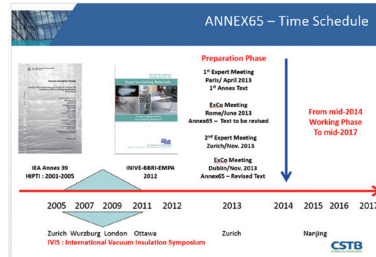 ANNEX65 – Time Schedule
Preparation Phase
1st Expert Meeting
Paris/ April 2013
1st Annex Text
ExCo Meeting
Rome/June 2013
Annex65 – Text to be revised
2nd Expert Meeting
Zurich/Nov. 2013
ExCo Meeting
Dublin/Nov. 2013
Annex65 – Revised Text
From mid-2014
Working Phase
To mid-2017
IEA Annex 39
HIPTI : 2001-2005
INIVE-BBRI-EMPA
2012
2005 2007 2009 2011 2012 2013 2014 2015 2016 2017
Zurich Wurzburg London Ottawa Zurich Nanjing
IVIS : International Vacuum Insulation Symposium
CSTB